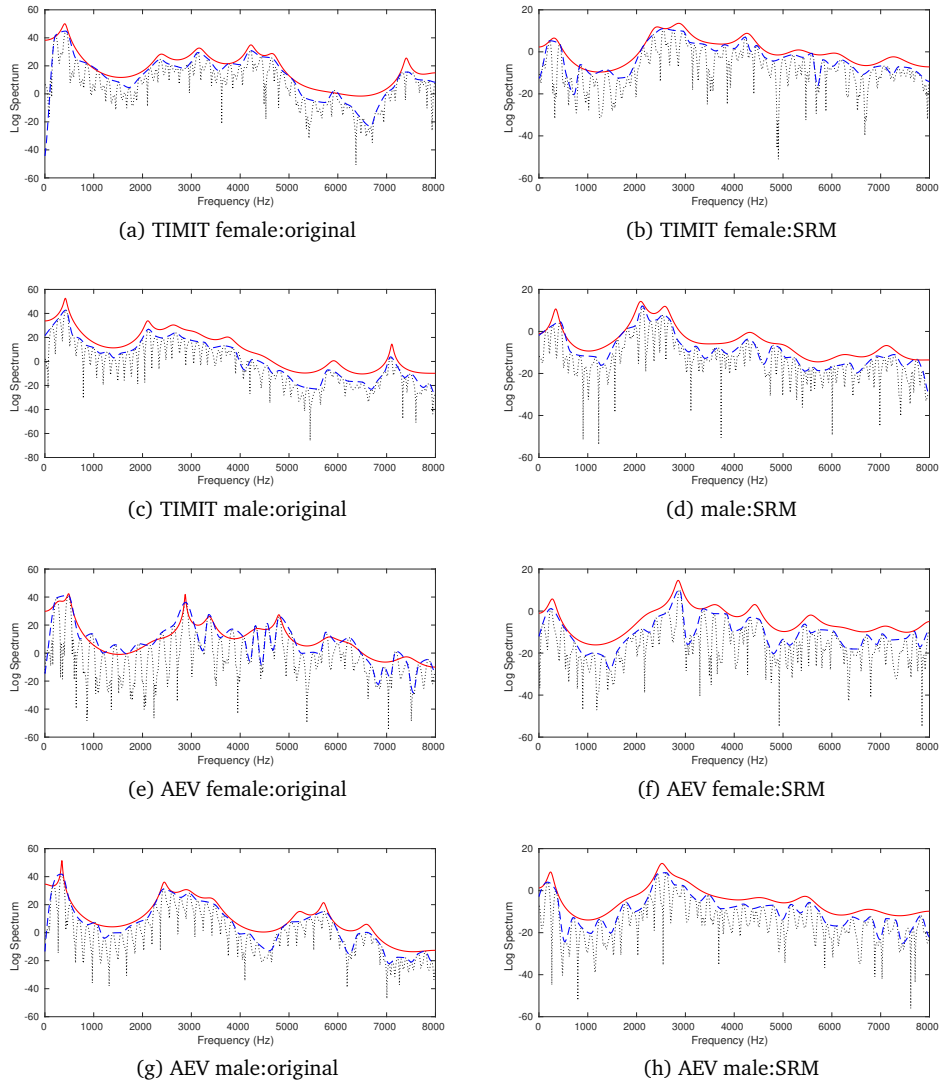 Log Spectrum
60
40
20
0
-20
-40
-60
0 1000 2000 3000 4000 5000 6000 7000 8000
Frequency (Hz)
(a) TIMIT female:original
Log Spectrum
20
0
-20
-40
-60
0 1000 2000 3000 4000 5000 6000 7000 8000
Frequency (Hz)
(b) TIMIT female:SRM
Log Spectrum
60
40
20
0
-20
-40
-60
-80
0 1000 2000 3000 4000 5000 6000 7000 8000
Frequency (Hz)
(c) TIMIT male:original
Log Spectrum
20
0
-20
-40
-60
0 1000 2000 3000 4000 5000 6000 7000 8000
Frequency (Hz)
(d) male:SRM
Log Spectrum
60
40
20
0
-20
-40
-60
0 1000 2000 3000 4000 5000 6000 7000 8000
Frequency (Hz)
(e) AEV female:original
Log Spectrum
20
0
-20
-40
-60
0 1000 2000 3000 4000 5000 6000 7000 8000
Frequency (Hz)
(f) AEV female:SRM
Log Spectrum
60
40
20
0
-20
-40
-60
0 1000 2000 3000 4000 5000 6000 7000 8000
Frequency (Hz)
(g) AEV male:original
Log Spectrum
20
0
-20
-40
-60
0 1000 2000 3000 4000 5000 6000 7000 8000
Frequency (Hz)
(h) AEV male:SRM